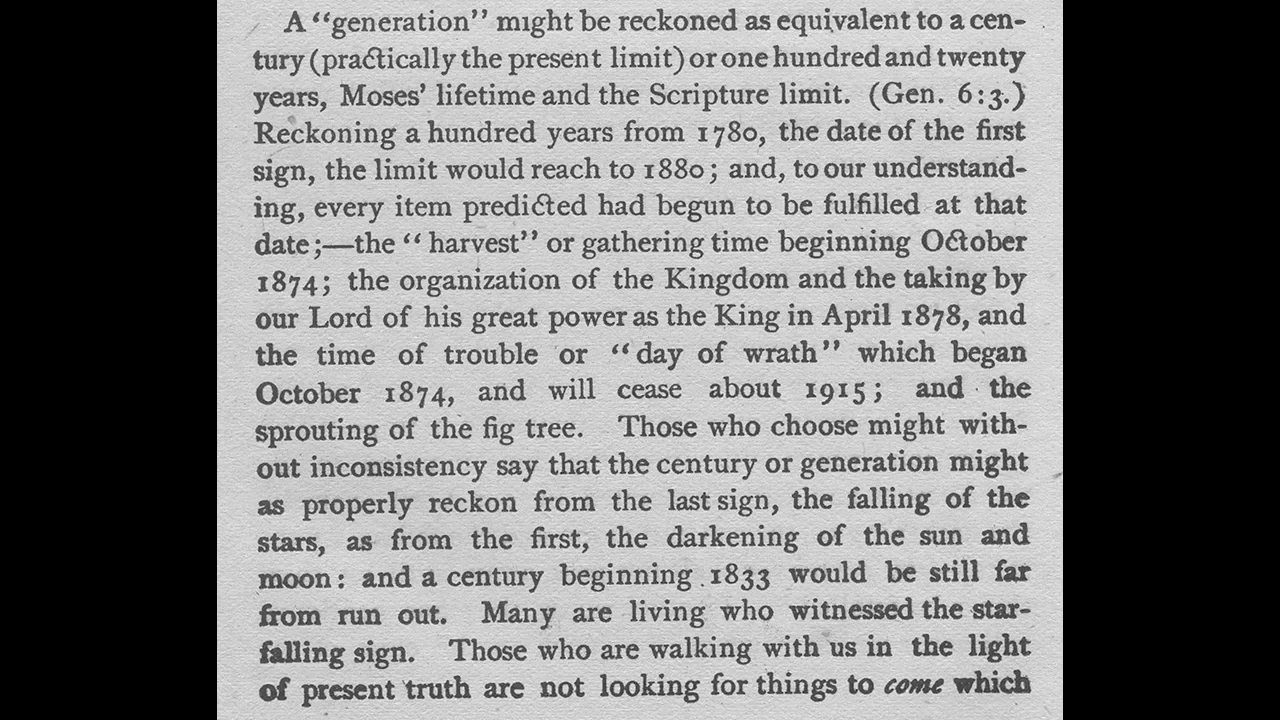 A “generation” might be reckoned as equivalent to a cen-
tury (practically the present limit) or one hundred and twenty
years, Moses’ lifetime and the Scripture limit. (Gen. 6:3.)
Reckoning a hundred years from 1780, the date of the first
sign, the limit would reach to 1880; and, to our understand-
ing, every item predicted had begun to be fulfilled at that
date;—the “harvest” or gathering time beginning October
1874; the organization of the Kingdom and the taking by
our Lord of his great power as the King in April 1878, and
the time of trouble or “day of wrath” which began
October 1874, and will cease about 1915; and the
sprouting of the fig tree. Those who choose might with-
out inconsistency say that the century or generation might
as properly reckon from the last sign, the falling of the
stars, as from the first, the darkening of the sun and
moon: and a century beginning 1833 would be still far
from run out. Many are living who witnessed the star-
falling sign. Those who are walking with us in the light
of present truth are not looking for things to come which